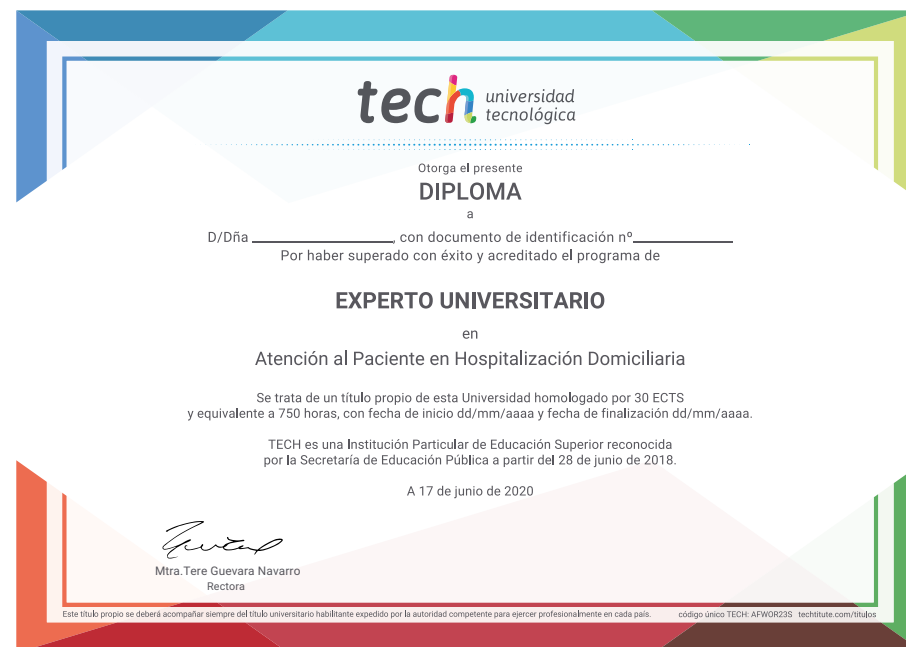 tech universidad
tecnológica
Otorga el presente
DIPLOMA
a
D/Dña ____________________, con documento de identificación nº______________
Por haber superado con éxito y acreditado el programa de
EXPERTO UNIVERSITARIO
en
Atención al Paciente en Hospitalización Domiciliaria
Se trata de un título propio de esta Universidad homologado por 30 ECTS
y equivalente a 750 horas, con fecha de inicio dd/mm/aaaa y fecha de finalización dd/mm/aaaa.
TECH es una Institución Particular de Educación Superior reconocida
por la Secretaría de Educación Pública a partir del 28 de junio de 2018.
A 17 de junio de 2020
Mtra.Tere Guevara Navarro
Rectora
Este título propio se deberá acompañar siempre del título universitario habilitante expedido por la autoridad competente para ejercer profesionalmente en cada país. código único TECH: AFWOR23S techtitute.com/titulos